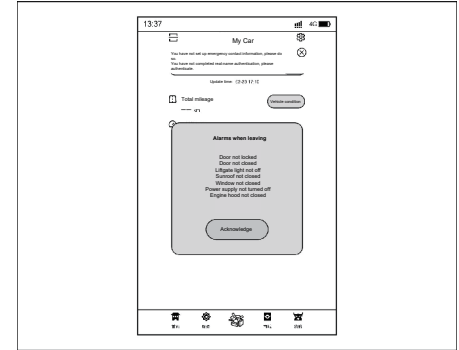 13:37
4G
My Car
You have not set up emergency contact information, please do
so.
You have not completed real-name authentication, please
authenticate.
Update time
Total mileage
Vehicle condition
Alarms when leaving
Door not locked
Door not closed
Liftgate light not off
Sunroof not closed
Window not closed
Power supply not turned off
Engine hood not closed
Acknowledge